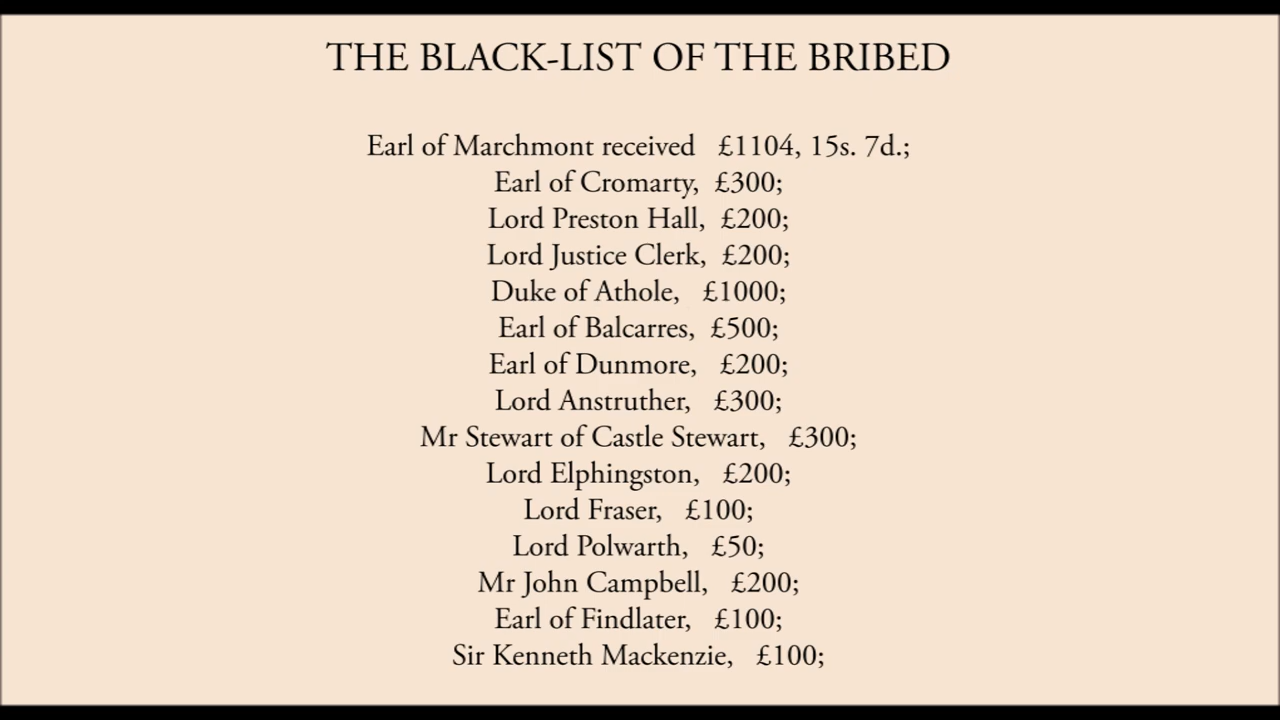 THE BLACK-LIST OF THE BRIBED
Earl of Marchmont received £1104, 15s. 7d.;
Earl of Cromarty, £300;
Lord Preston Hall, £200;
Lord Justice Clerk, £200;
Duke of Athole, £1000;
Earl of Balcarres, £500;
Earl of Dunmore, £200;
Lord Anstruther, £300;
Mr Stewart of Castle Stewart, £300;
Lord Elphingston, £200;
Lord Fraser, £100;
Lord Polwarth, £50;
Mr John Campbell, £200;
Earl of Findlater, £100;
Sir Kenneth Mackenzie, £100;